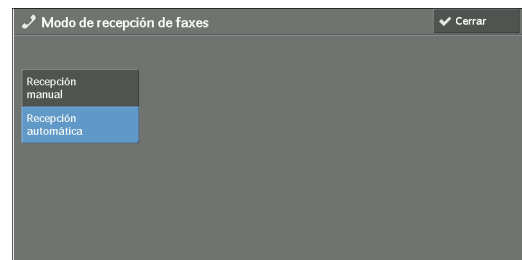 Modo de recepción de faxes
Cerrar
Recepción
manual
Recepción
automática